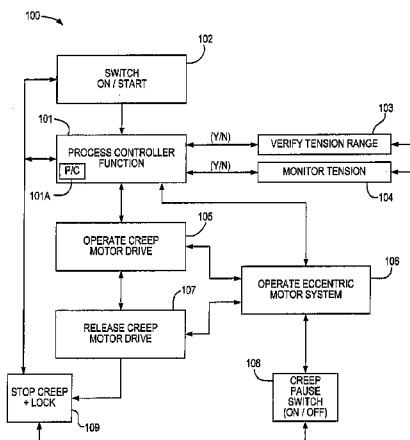 100
102
SWITCH
ON / START
101
PROCESS CONTROLLER
FUNCTION
P/C
101A
(Y/N)
103
VERIFY TENSION RANGE
(Y/N)
MONITOR TENSION
104
105
OPERATE CREEP
MOTOR DRIVE
106
OPERATE ECCENTRIC
MOTOR SYSTEM
107
RELEASE CREEP
MOTOR DRIVE
108
CREEP
PAUSE
SWITCH
(ON / OFF)
STOP CREEP
+ LOCK
109